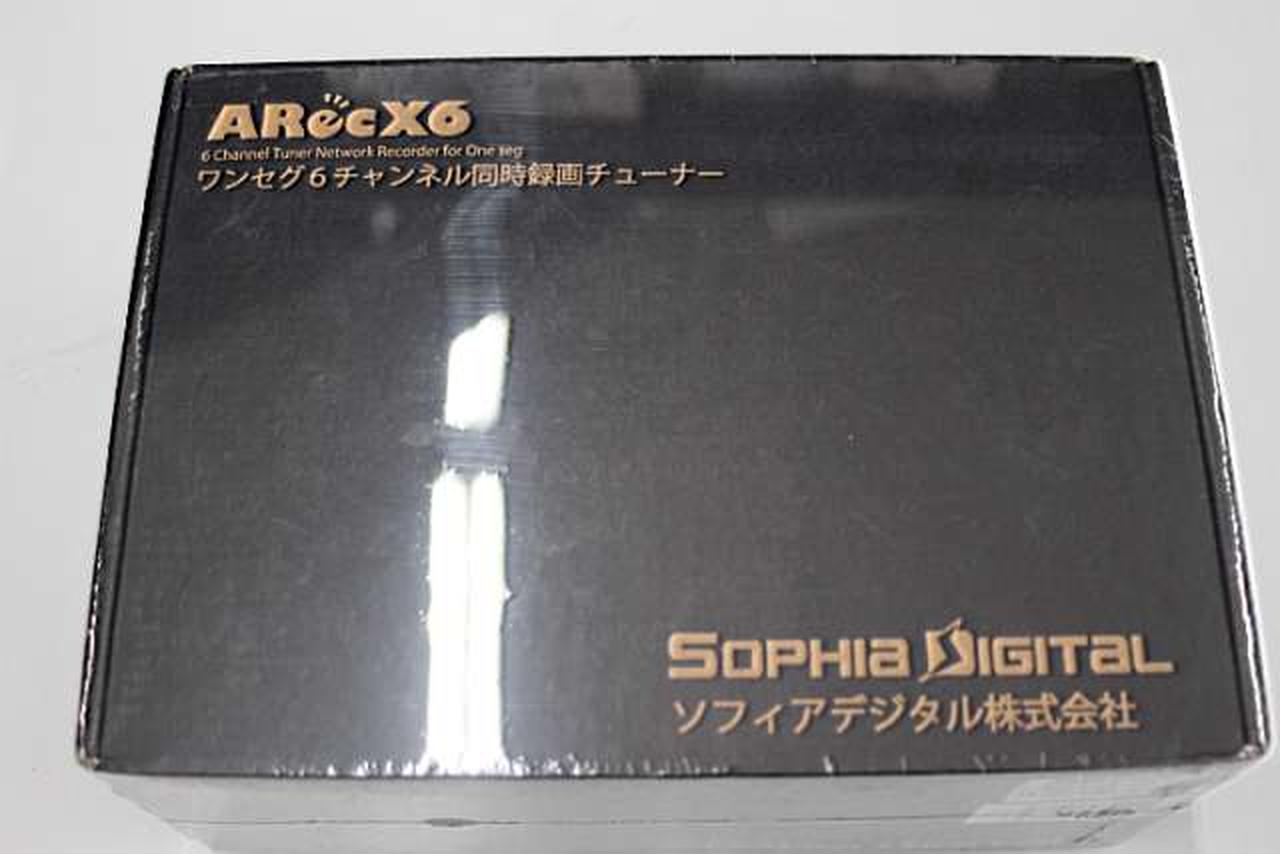 ARecX6
6 Channel Tuner Network Recorder for One seg
ワンセグ6チャンネル同時録画チューナー
SOPHIA DIGITAL
ソフィアデジタル株式会社